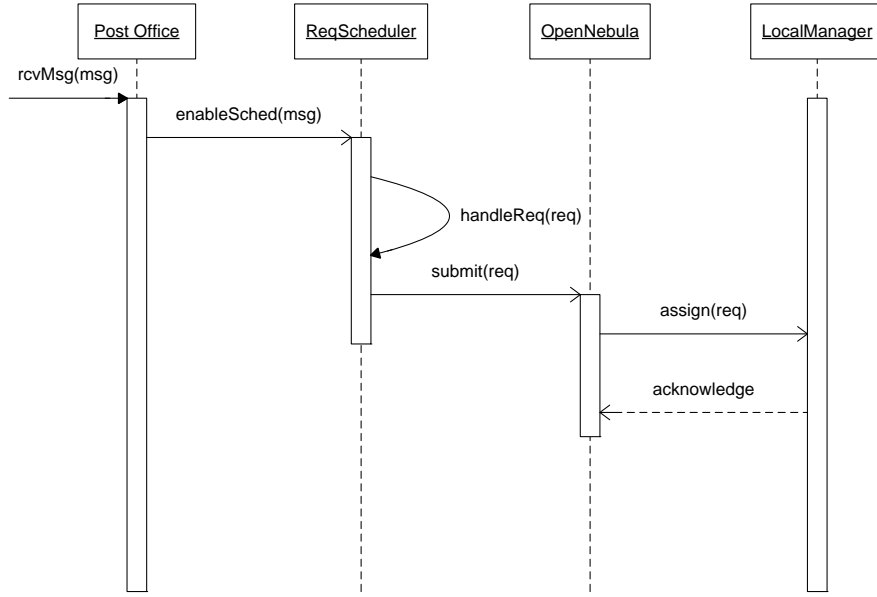 Post Office
ReqScheduler
OpenNebula
LocalManager
rcvMsg(msg)
enableSched(msg)
handleReq(req)
submit(req)
assign(req)
acknowledge